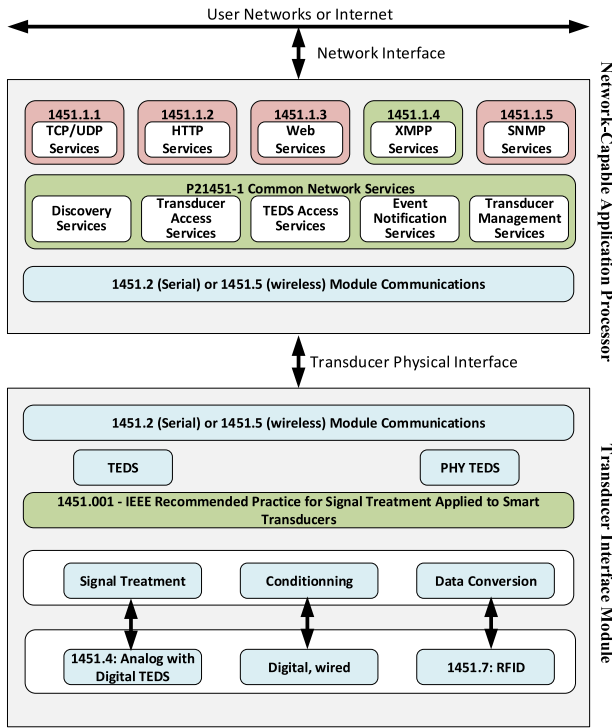 User Networks or Internet
Network Interface
1451.1.1
TCP/UDP
Services
1451.1.2
HTTP
Services
1451.1.3
Web
Services
1451.1.4
XMPP
Services
1451.1.5
SNMP
Services
P21451-1 Common Network Services
Discovery
Services
Transducer
Access
Services
TEDS Access
Services
Event
Notification
Services
Transducer
Management
Services
1451.2 (Serial) or 1451.5 (wireless) Module Communications
Network-Capable Application Processor
Transducer Physical Interface
1451.2 (Serial) or 1451.5 (wireless) Module Communications
TEDS
PHY TEDS
1451.001 - IEEE Recommended Practice for Signal Treatment Applied to Smart
Transducers
Signal Treatment
Conditionning
Data Conversion
1451.4: Analog with
Digital TEDS
Digital, wired
1451.7: RFID
Transducer Interface Module